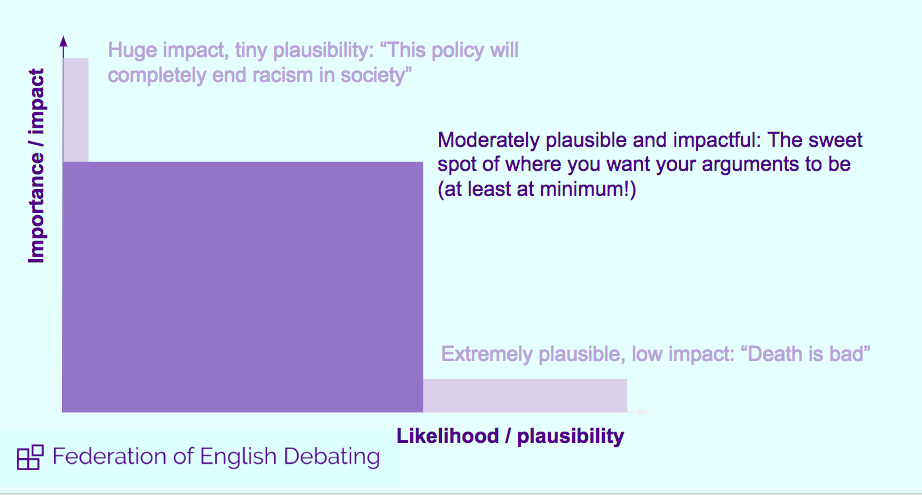 Huge impact, tiny plausibility: “This policy will
completely end racism in society”
Importance / impact
Moderately plausible and impactful: The sweet
spot of where you want your arguments to be
(at least at minimum!)
Extremely plausible, low impact: “Death is bad”
Likelihood / plausibility
Federation of English Debating